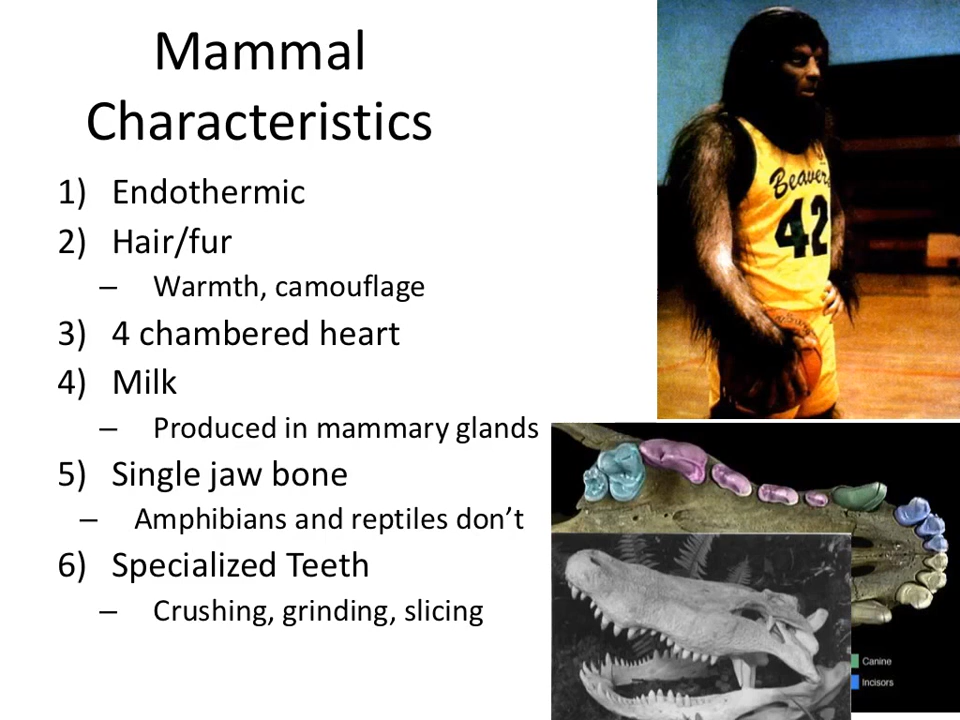 Mammal
Characteristics
1) Endothermic
2) Hair/fur
– Warmth, camouflage
3) 4 chambered heart
4) Milk
– Produced in mammary glands
5) Single jaw bone
– Amphibians and reptiles don’t
6) Specialized Teeth
– Crushing, grinding, slicing
Beavers
42
Canine
Incisors